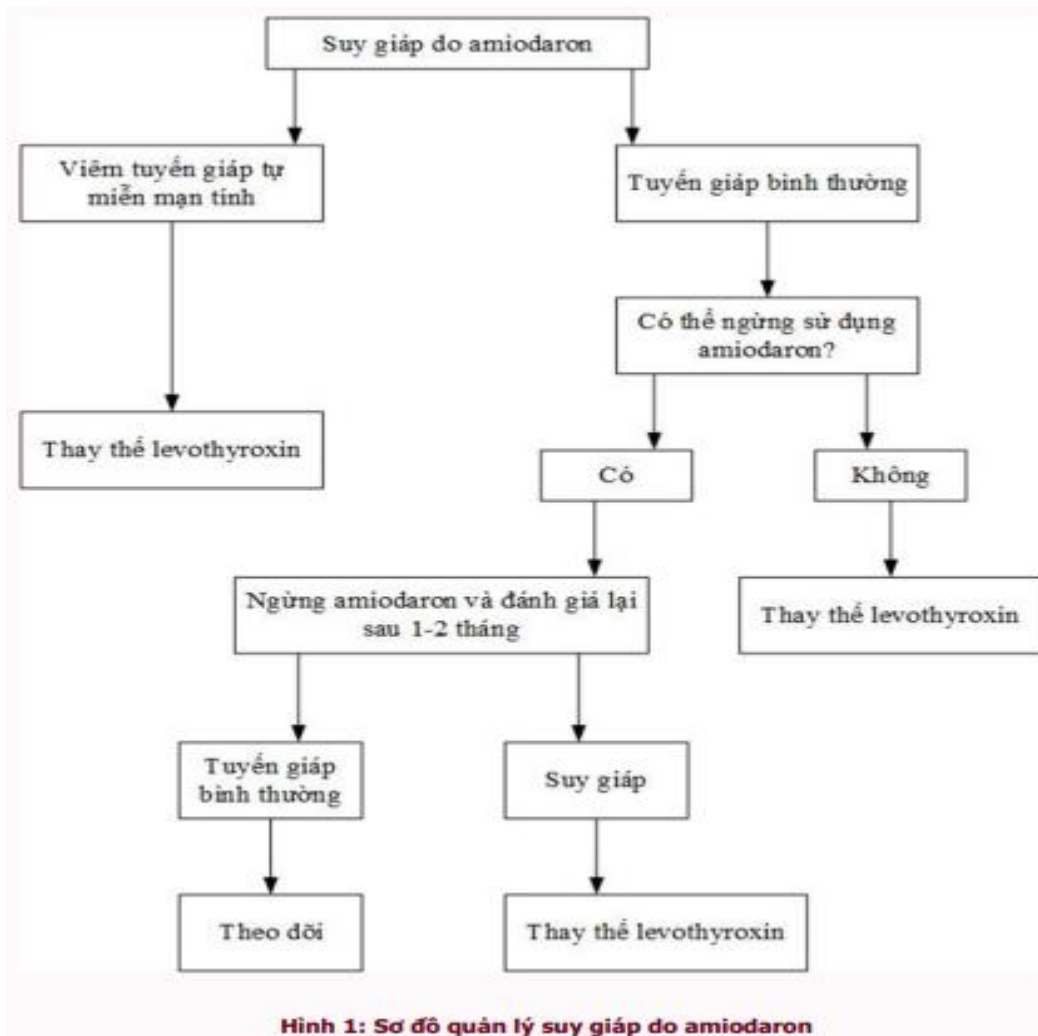 Suy giáp do amiodaron
Viêm tuyến giáp tự
miễn mạn tính
Tuyến giáp bình thường
Có thể ngừng sử dụng
amiodaron?
Thay thế levothyroxin
Có
Không
Ngừng amiodaron và đánh giá lại
sau 1-2 tháng
Thay thế levothyroxin
Tuyến giáp
bình thường
Suy giáp
Theo dõi
Thay thế levothyroxin
Hình 1: Sơ đồ quản lý suy giáp do amiodaron